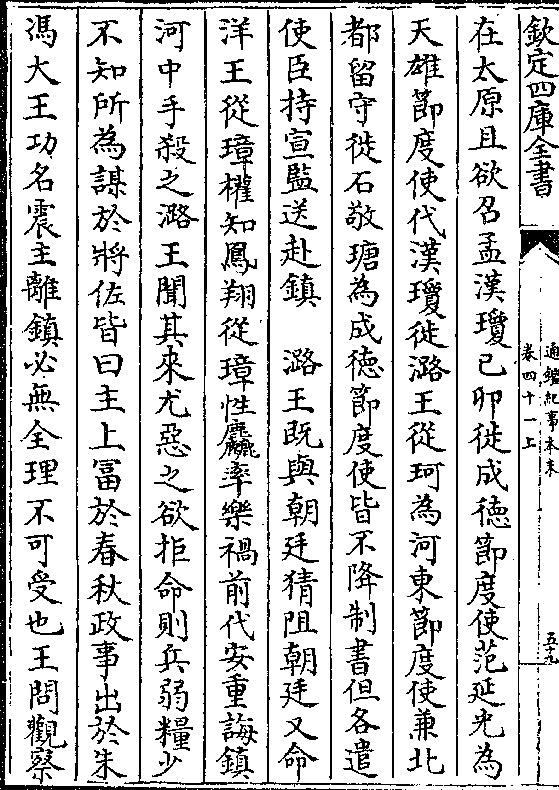 欽定四庫全書
通鑑紀事本末
卷四十一上
五十九
在太原且欲召孟漢瓊己卯徙成德節度使范延光為
天雄節度使代漢瓊徙潞王從珂為河東節度使兼北
都留守徙石敬瑭為成德節度使皆不降制書但各遣
使臣持宣監送赴鎮　潞王既與朝廷猜阻朝廷又命
洋王從璋權知鳳翔從璋性麤率樂禍前代安重誨鎮
河中手殺之潞王聞其來尤惡之欲拒命則兵弱糧少
不知所為謀於將佐皆曰主上富於春秋政事出於朱
馮大王功名震主離鎮必無全理不可受也王問觀察